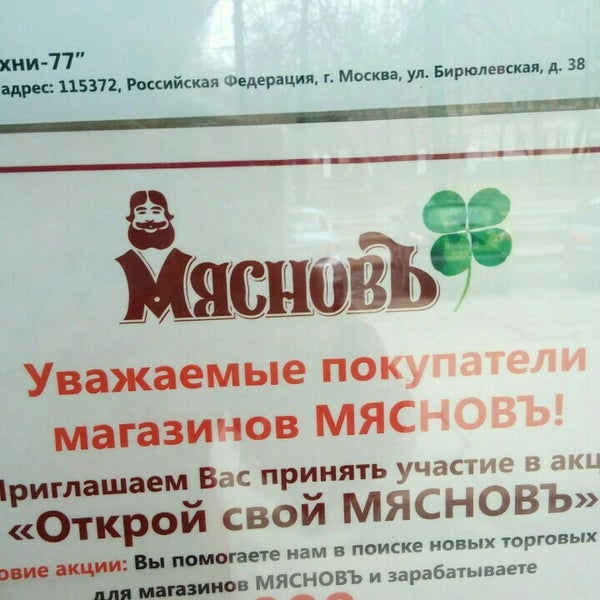 хни-77"
адрес: 115372, Российская Федерация, г. Москва, ул. Бирюлевская, д. 38
МясновЪ
Уважаемые покупатели
магазинов МЯСНОВЪ!
Приглашаем Вас принять участие в акц
«Открой свой МЯСНОВЪ»
овие акции: Вы помогаете нам в поиске новых торговых
для магазинов МЯСНОВЪ и зарабатываете